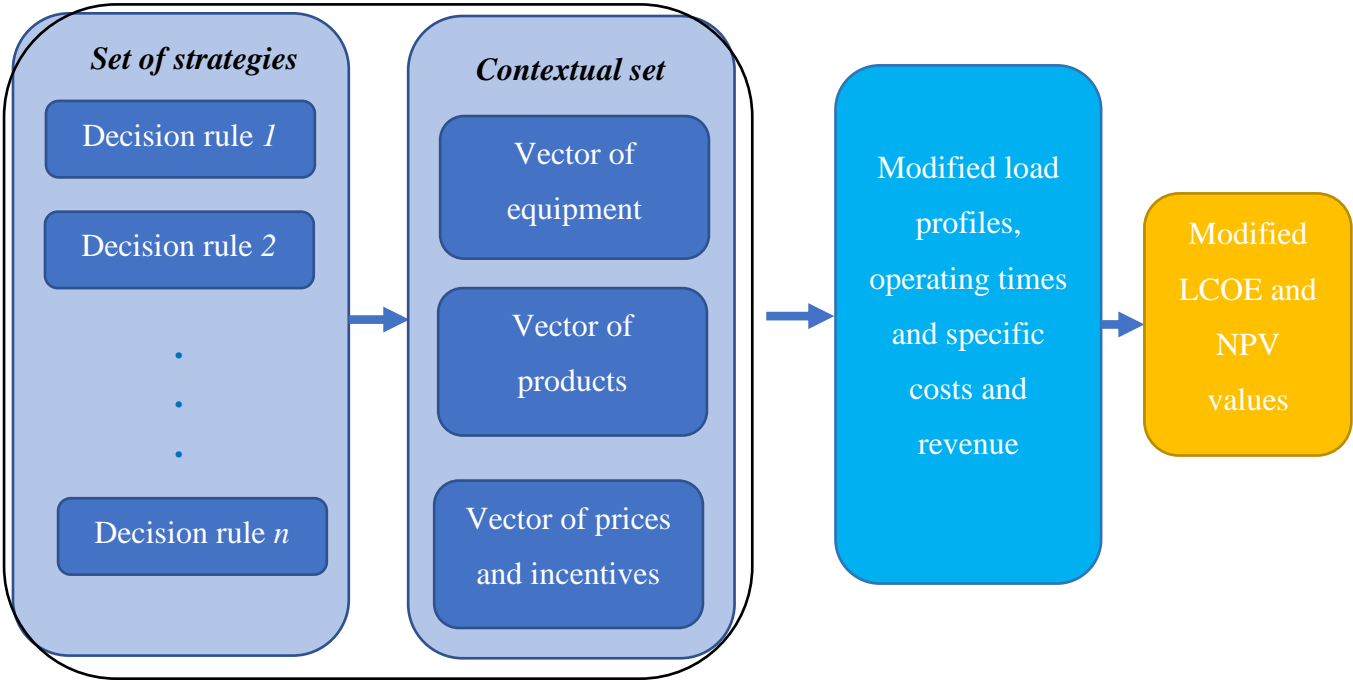 Set of strategies
Decision rule 1
Decision rule 2
.
.
.
Decision rule n
Contextual set
Vector of
equipment
Vector of
products
Vector of prices
and incentives
Modified load
profiles,
operating times
and specific
costs and
revenue
Modified
LCOE and
NPV
values